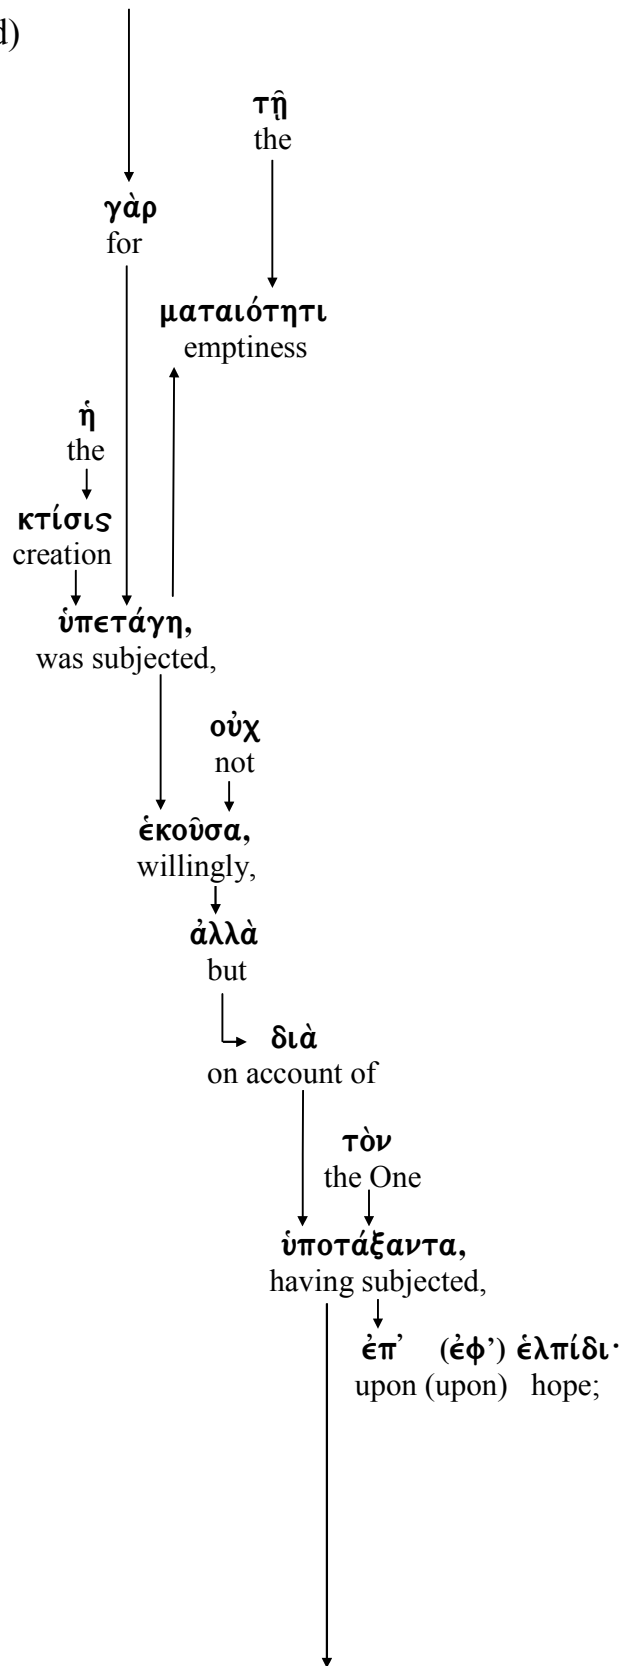 d)
τῇ
the
γὰρ
for
ματαιότητι
emptiness
ἡ
the
κτίσις
creation
ὑπετάγη,
was subjected,
οὐχ
not
ἑκοῦσα,
willingly,
ἀλλὰ
but
διὰ
on account of
τὸν
the One
ὑποτάξαντα,
having subjected,
ἐπ’ (ἐφ’) ἑλπίδι·
upon (upon) hope;